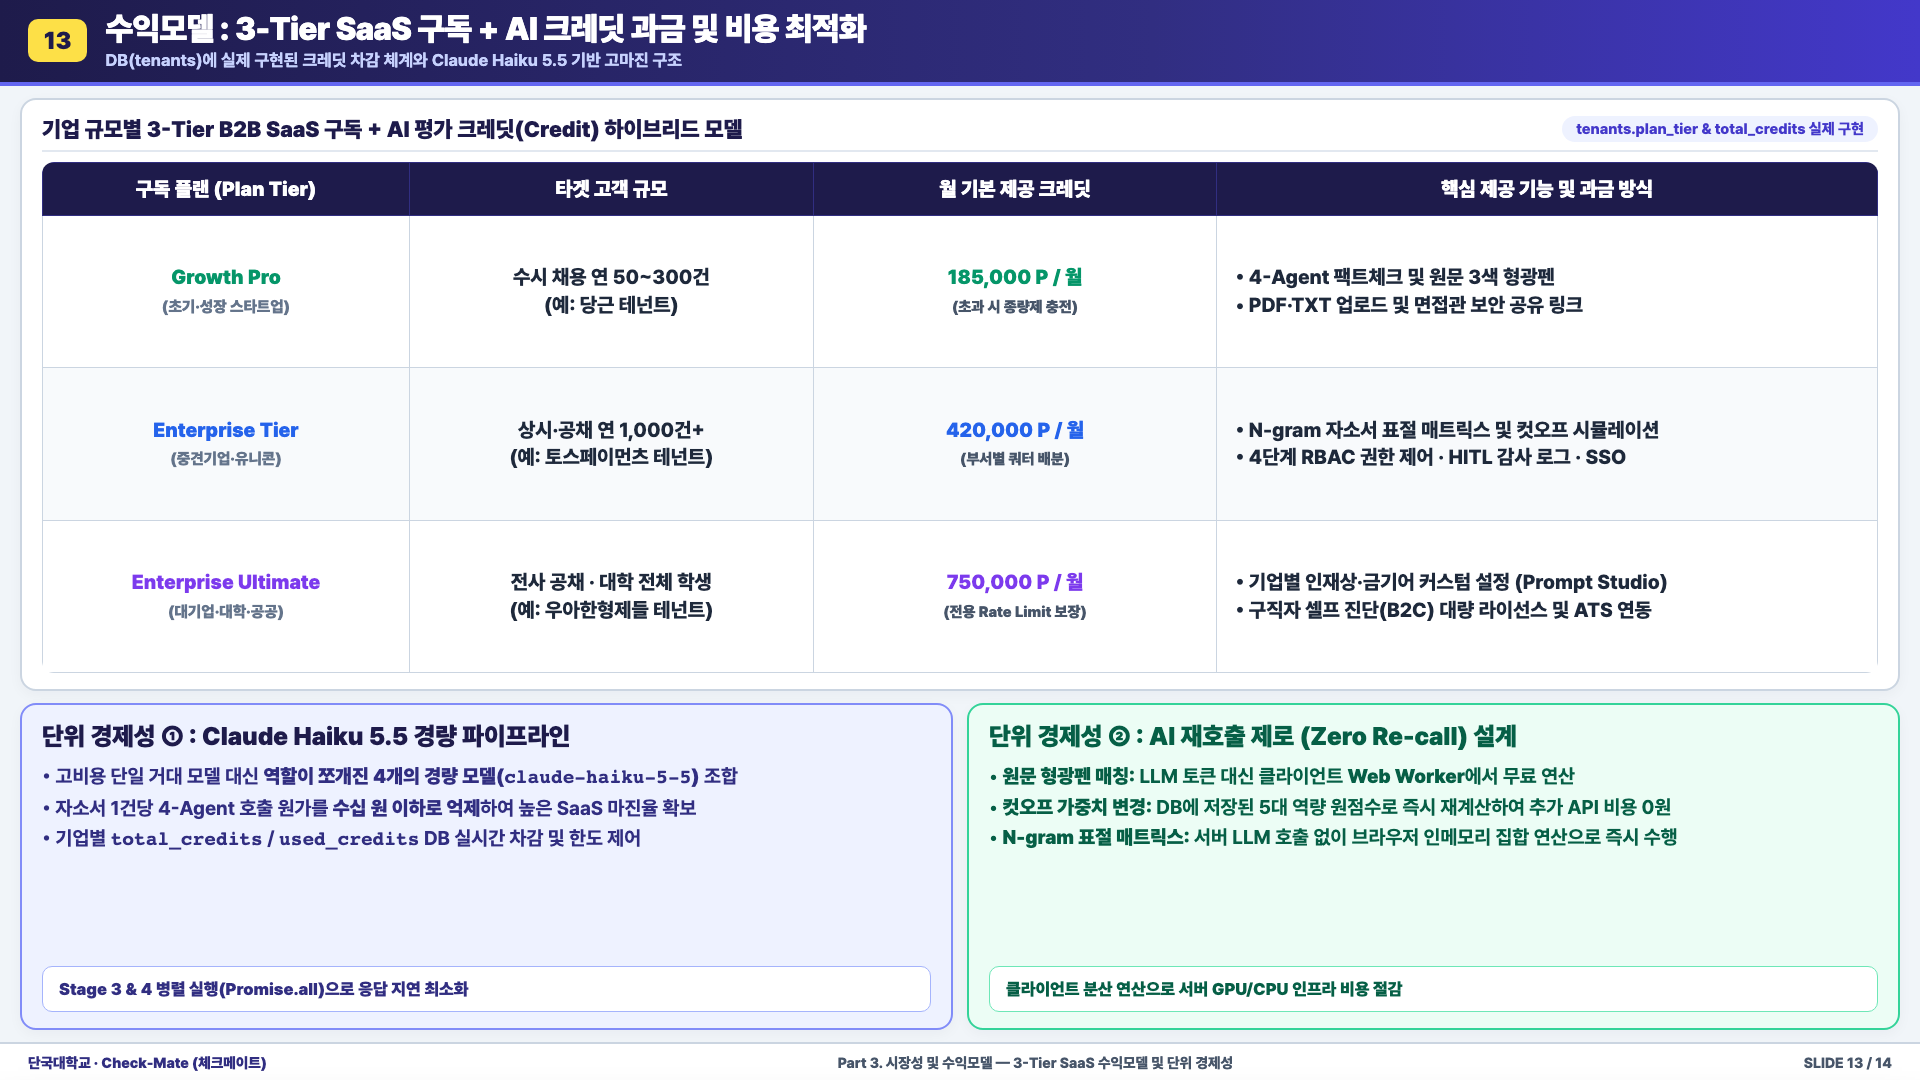 13
수익모델 : 3-Tier SaaS 구독 + AI 크레딧 과금 및 비용 최적화
DB(tenants)에 실제 구현된 크레딧 차감 체계와 Claude Haiku 5.5 기반 고마진 구조
기업 규모별 3-Tier B2B SaaS 구독 + AI 평가 크레딧(Credit) 하이브리드 모델
tenants.plan_tier & total_credits 실제 구현
구독 플랜 (Plan Tier)
타겟 고객 규모
월 기본 제공 크레딧
핵심 제공 기능 및 과금 방식
Growth Pro
(초기·성장 스타트업)
수시 채용 연 50~300건
(예: 당근 테넌트)
185,000 P / 월
(초과 시 종량제 충전)
• 4-Agent 팩트체크 및 원문 3색 형광펜
• PDF·TXT 업로드 및 면접관 보안 공유 링크
Enterprise Tier
(중견기업·유니콘)
상시·공채 연 1,000건+
(예: 토스페이먼츠 테넌트)
420,000 P / 월
(부서별 쿼터 배분)
• N-gram 자소서 표절 매트릭스 및 컷오프 시뮬레이션
• 4단계 RBAC 권한 제어 · HITL 감사 로그 · SSO
Enterprise Ultimate
(대기업·대학·공공)
전사 공채 · 대학 전체 학생
(예: 우아한형제들 테넌트)
750,000 P / 월
(전용 Rate Limit 보장)
• 기업별 인재상·금기어 커스텀 설정 (Prompt Studio)
• 구직자 셀프 진단(B2C) 대량 라이선스 및 ATS 연동
단위 경제성 ① : Claude Haiku 5.5 경량 파이프라인
• 고비용 단일 거대 모델 대신 역할이 쪼개진 4개의 경량 모델(claude-haiku-5-5) 조합
• 자소서 1건당 4-Agent 호출 원가를 수십 원 이하로 억제하여 높은 SaaS 마진율 확보
• 기업별 total_credits / used_credits DB 실시간 차감 및 한도 제어
Stage 3 & 4 병렬 실행(Promise.all)으로 응답 지연 최소화
단위 경제성 ② : AI 재호출 제로 (Zero Re-call) 설계
• 원문 형광펜 매칭: LLM 토큰 대신 클라이언트 Web Worker에서 무료 연산
• 컷오프 가중치 변경: DB에 저장된 5대 역량 원점수로 즉시 재계산하여 추가 API 비용 0원
• N-gram 표절 매트릭스: 서버 LLM 호출 없이 브라우저 인메모리 집합 연산으로 즉시 수행
클라이언트 분산 연산으로 서버 GPU/CPU 인프라 비용 절감
단국대학교 · Check-Mate (체크메이트)
Part 3. 시장성 및 수익모델 — 3-Tier SaaS 수익모델 및 단위 경제성
SLIDE 13 / 14